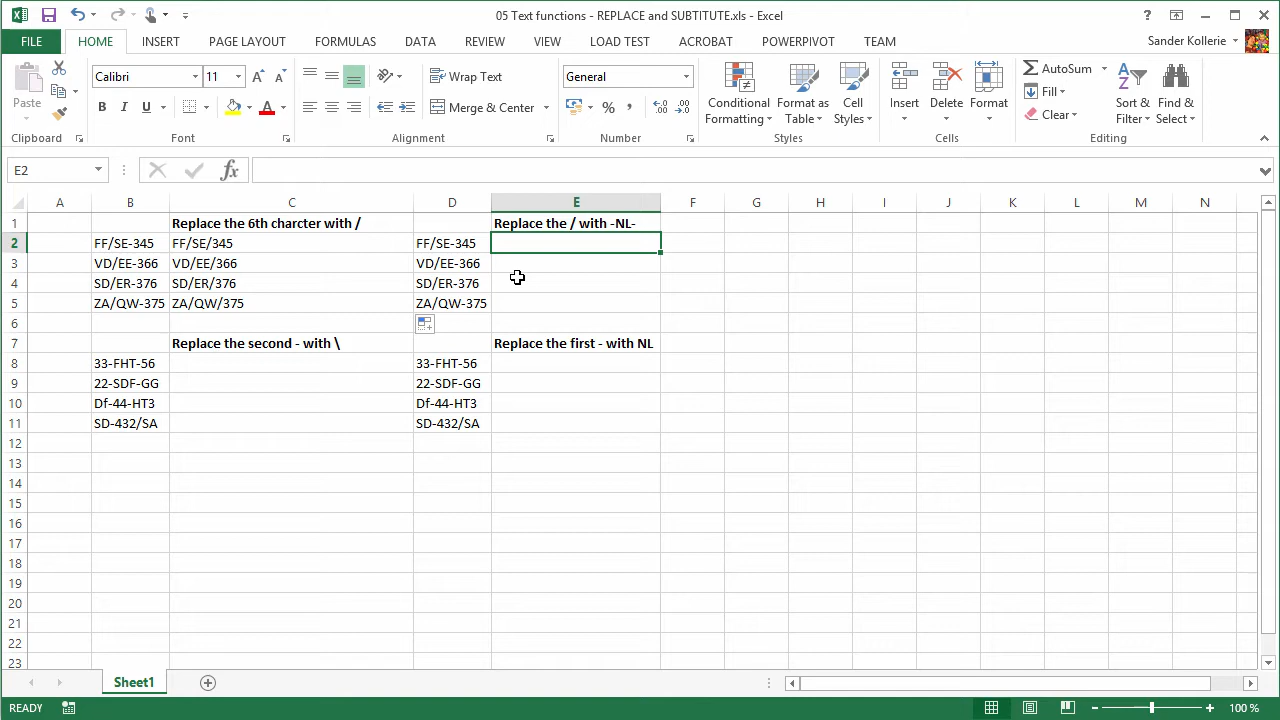 05 Text functions - REPLACE and SUBTITUTE.xls - Excel
FILE HOME INSERT PAGE LAYOUT FORMULAS DATA REVIEW VIEW LOAD TEST ACROBAT POWERPIVOT TEAM Sander Kollerie
Paste
Clipboard
Calibri 11
B I U A
Font
Wrap Text
Merge & Center
Alignment
General
%
Number
Conditional Formatting
Format as Table
Cell Styles
Styles
Insert Delete Format
Cells
AutoSum
Fill
Clear
Sort & Filter
Find & Select
Editing
E2 fx
A B C D E F G H I J K L M N
1 Replace the 6th charcter with / Replace the / with -NL-
2 FF/SE-345 FF/SE/345 FF/SE-345
3 VD/EE-366 VD/EE/366 VD/EE-366
4 SD/ER-376 SD/ER/376 SD/ER-376
5 ZA/QW-375 ZA/QW/375 ZA/QW-375
6
7 Replace the second - with \ Replace the first - with NL
8 33-FHT-56 33-FHT-56
9 22-SDF-GG 22-SDF-GG
10 Df-44-HT3 Df-44-HT3
11 SD-432/SA SD-432/SA
12
13
14
15
16
17
18
19
20
21
22
23
Sheet1
READY 100 %